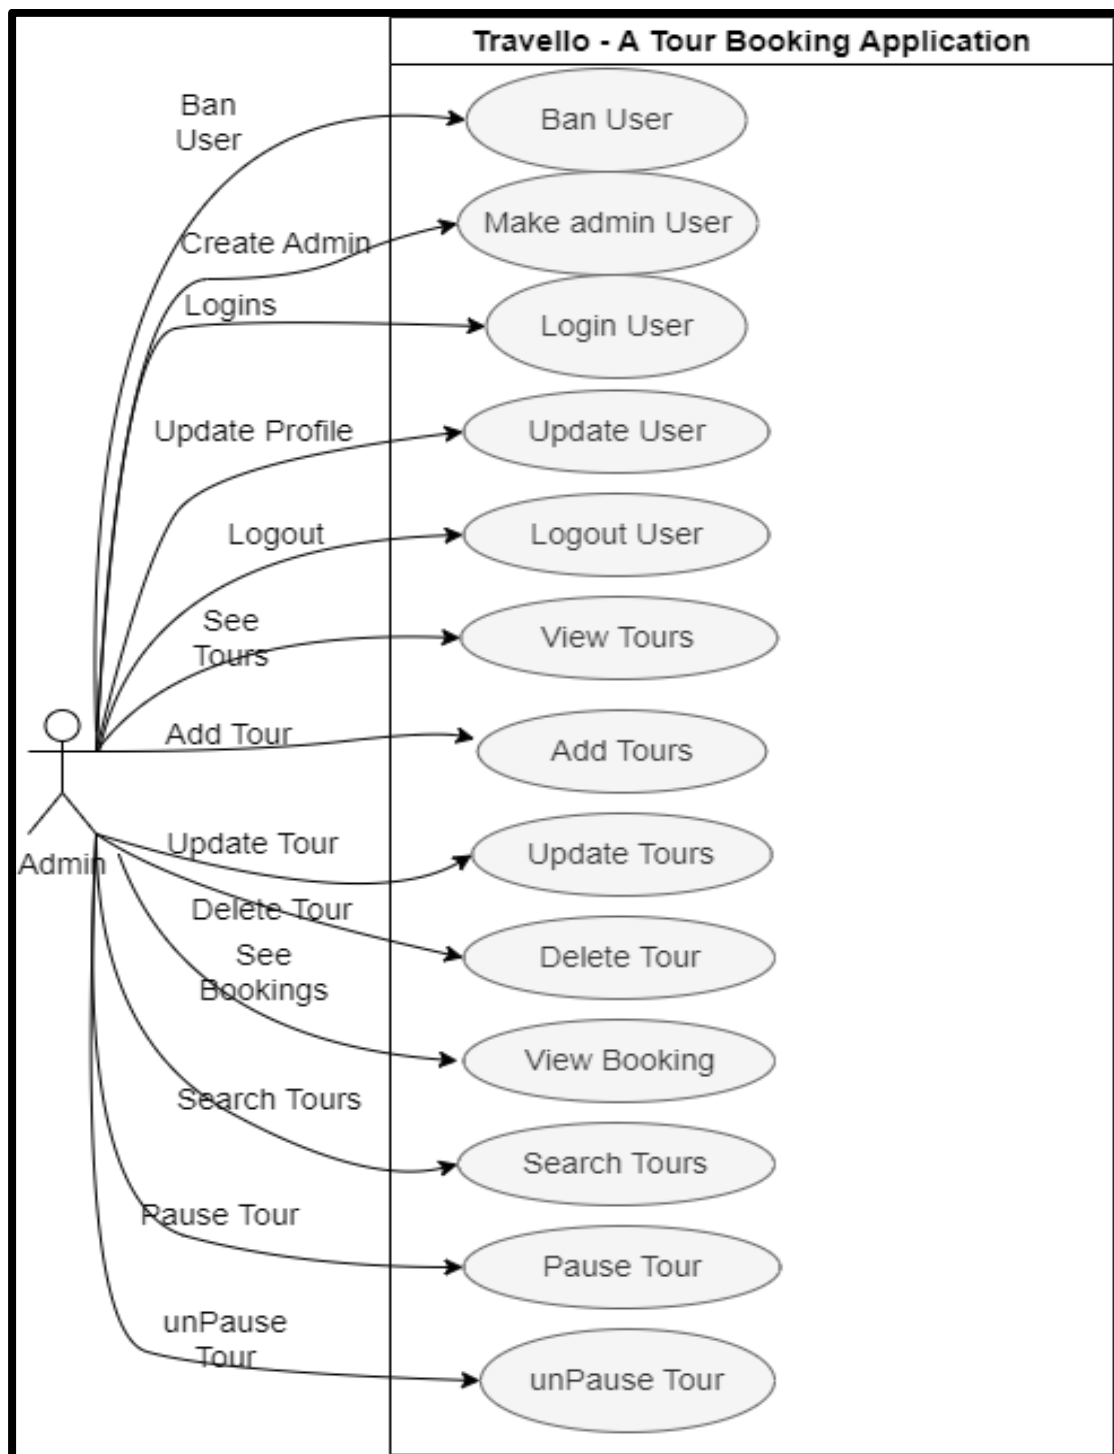 Travello - A Tour Booking Application
Ban
User
Ban User
Create Admin
Make admin User
Logins
Login User
Update Profile
Update User
Logout
Logout User
See
Tours
View Tours
Add Tour
Add Tours
Admin
Update Tour
Update Tours
Delete Tour
Delete Tour
See
Bookings
View Booking
Search Tours
Search Tours
Pause Tour
Pause Tour
unPause
Tour
unPause Tour